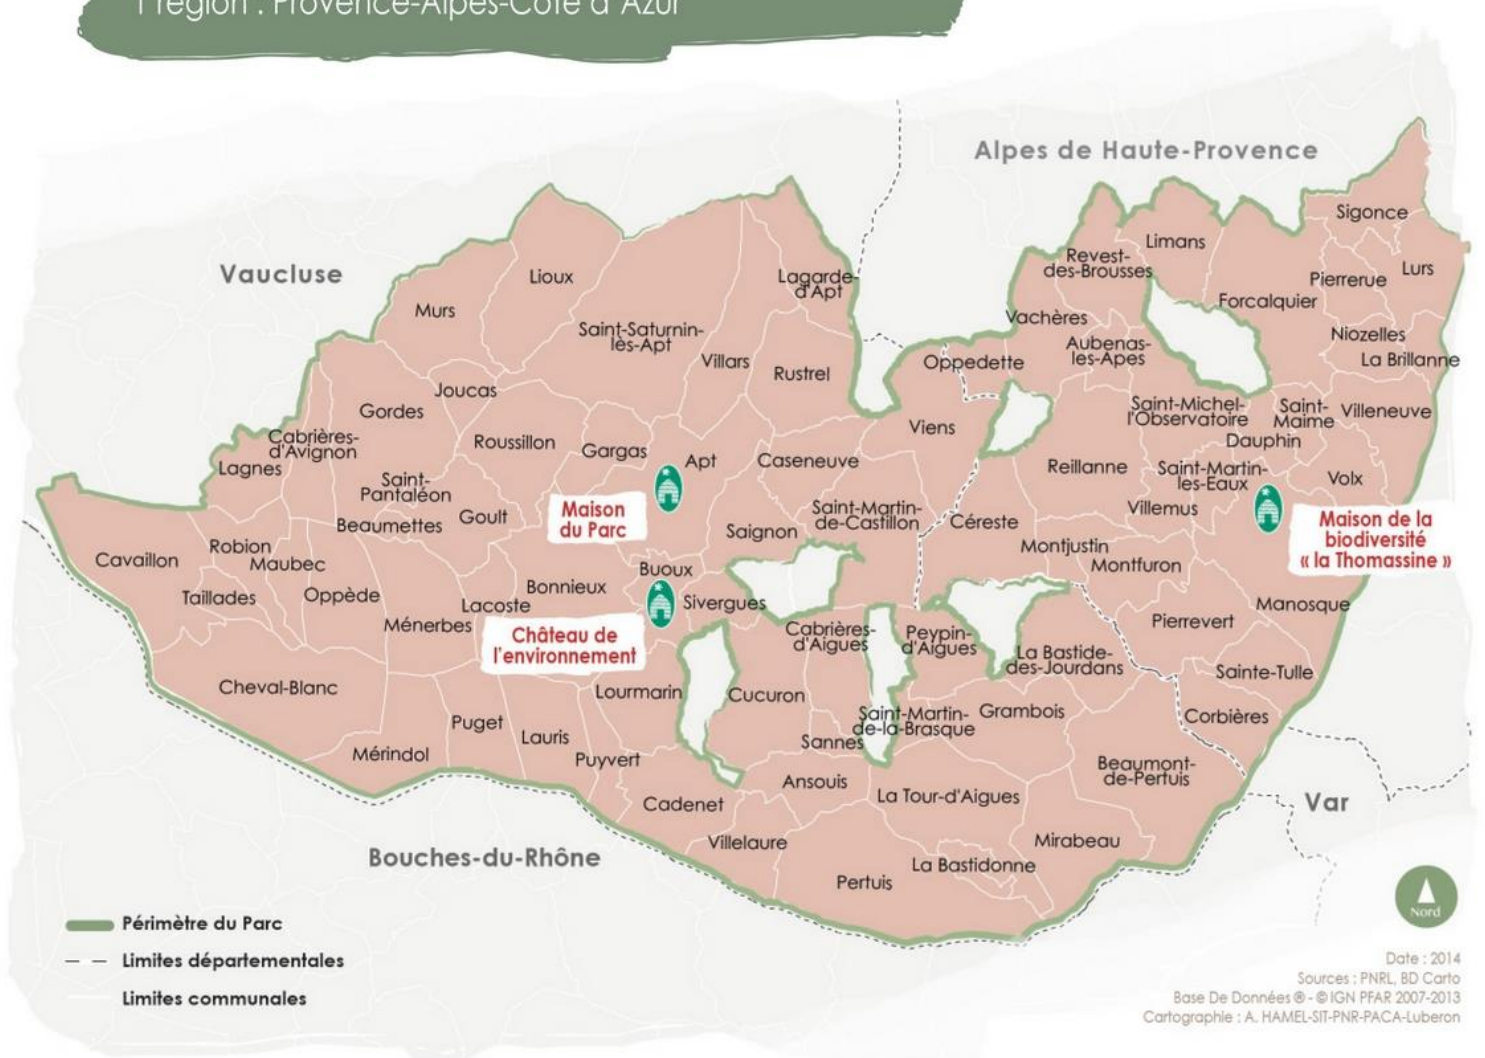 1 région : Provence-Alpes-Côte d'Azur
Alpes de Haute-Provence
Vaucluse
Sigonce
Limans
Revest-
des-Brousses
Lurs
Pierrerue
Lioux
Lagarde-
d'Apt
Forcalquier
Murs
Vachères
Saint-Saturnin-
lès-Apt
Niozelles
Aubenas-
les-Apes
La Brillanne
Villars
Oppedette
Rustrel
Joucas
Gordes
Saint-Michel-
l'Observatoire
Saint-
Maime
Villeneuve
Viens
Cabrières-
d'Avignon
Roussillon
Dauphin
Gargas
Apt
Caseneuve
Lagnes
Reillanne
Saint-Martin-
les-Eaux
Volx
Saint-
Pantaléon
Villemus
Maison
du Parc
Saint-Martin-
de-Castillon
Goult
Beaumettes
Céreste
Maison de la
biodiversité
« la Thomassine »
Saignon
Robion
Montjustin
Cavaillon
Maubec
Montfuron
Buoux
Bonnieux
Taillades
Oppède
Lacoste
Sivergues
Manosque
Ménerbes
Pierrevert
Château de
l'environnement
Cabrières-
d'Aigues
Peypin-
d'Aigues
La Bastide-
des-Jourdans
Sainte-Tulle
Cheval-Blanc
Lourmarin
Cucuron
Puget
Saint-Martin-
de-la-Brasque
Grambois
Corbières
Lauris
Sannes
Mérindol
Puyvert
Beaumont-
de-Pertuis
Ansouis
La Tour-d'Aigues
Cadenet
Var
Villelaure
Mirabeau
Bouches-du-Rhône
La Bastidonne
Pertuis
Nord
Périmètre du Parc
Limites départementales
Limites communales
Date : 2014
Sources : PNRL, BD Carto
Base De Données ® - © IGN PFAR 2007-2013
Cartographie : A. HAMEL-SIT-PNR-PACA-Luberon